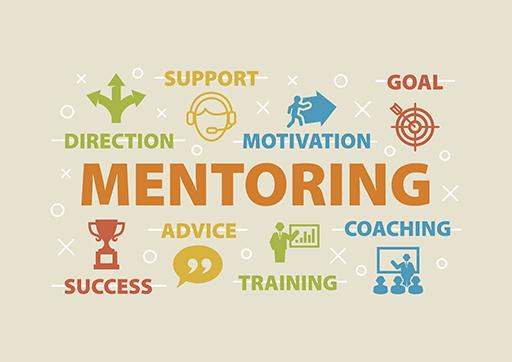 SUPPORT
GOAL
DIRECTION
MOTIVATION
MENTORING
ADVICE
COACHING
SUCCESS
TRAINING